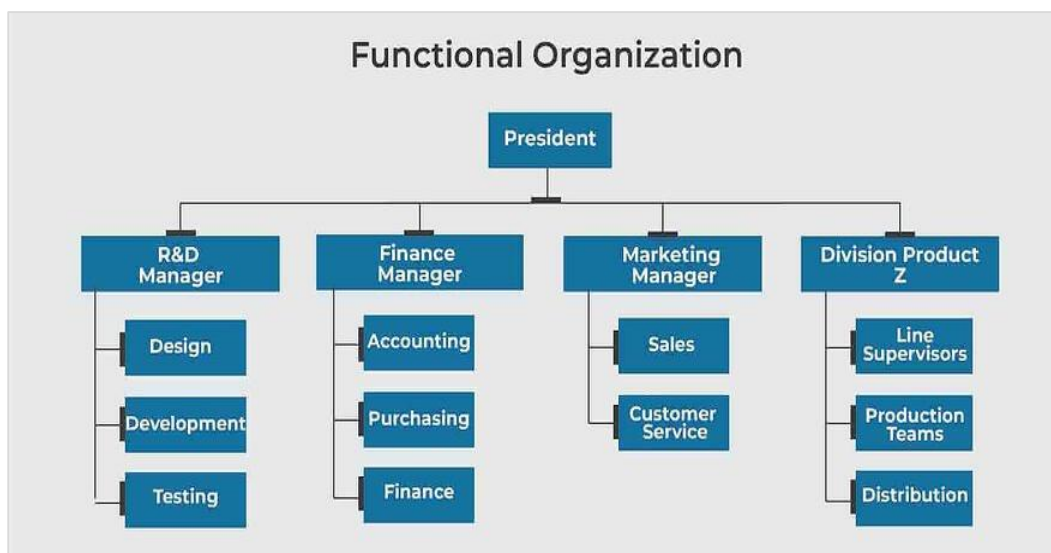 Functional Organization
President
R&D
Manager
Finance
Manager
Marketing
Manager
Division Product
Z
Design
Development
Testing
Accounting
Purchasing
Finance
Sales
Customer
Service
Line
Supervisors
Production
Teams
Distribution